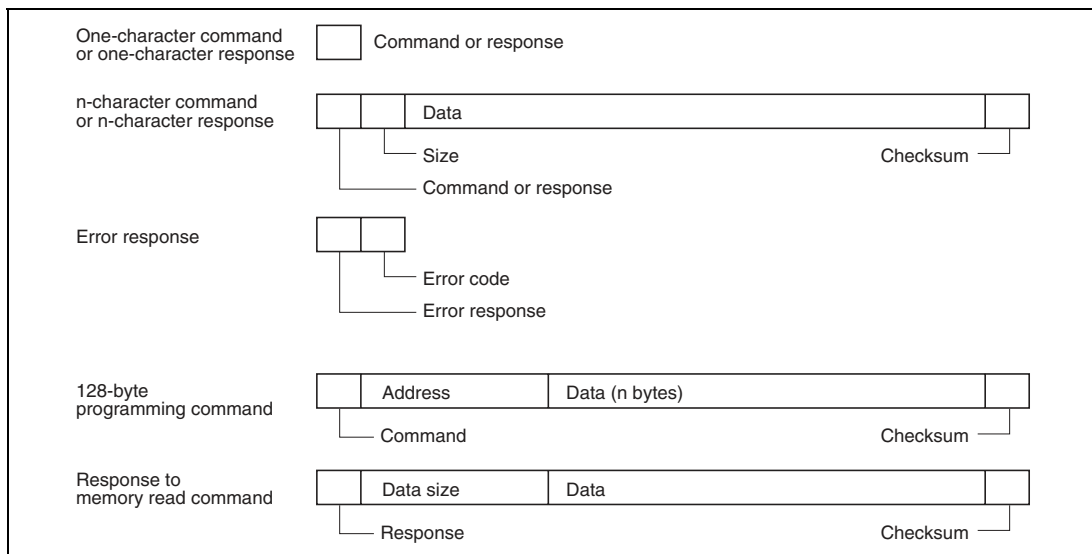 One-character command
or one-character response
Command or response
n-character command
or n-character response
Data
Size
Checksum
Command or response
Error response
Error code
Error response
128-byte
programming command
Address
Data (n bytes)
Command
Checksum
Response to
memory read command
Data size
Data
Response
Checksum